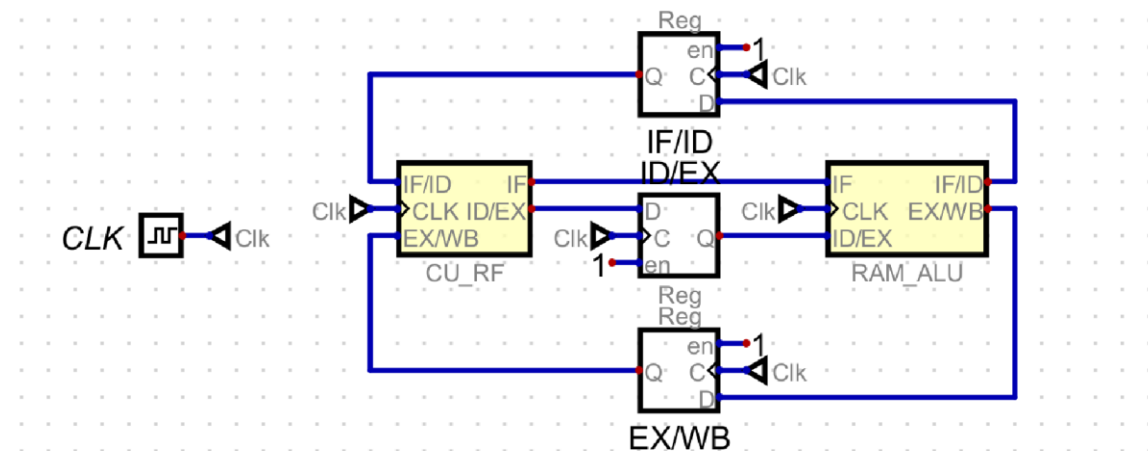 Reg
en 1
Q C Clk
D
IF/ID
ID/EX
IF/ID IF
D
IF IF/ID
Clk CLK ID/EX
Clk CLK EX/WB
CLK Clk
EX/WB
Clk C Q
ID/EX
1 en
CU_RF
RAM_ALU
Reg
Reg
en 1
Q C Clk
D
EX/WB